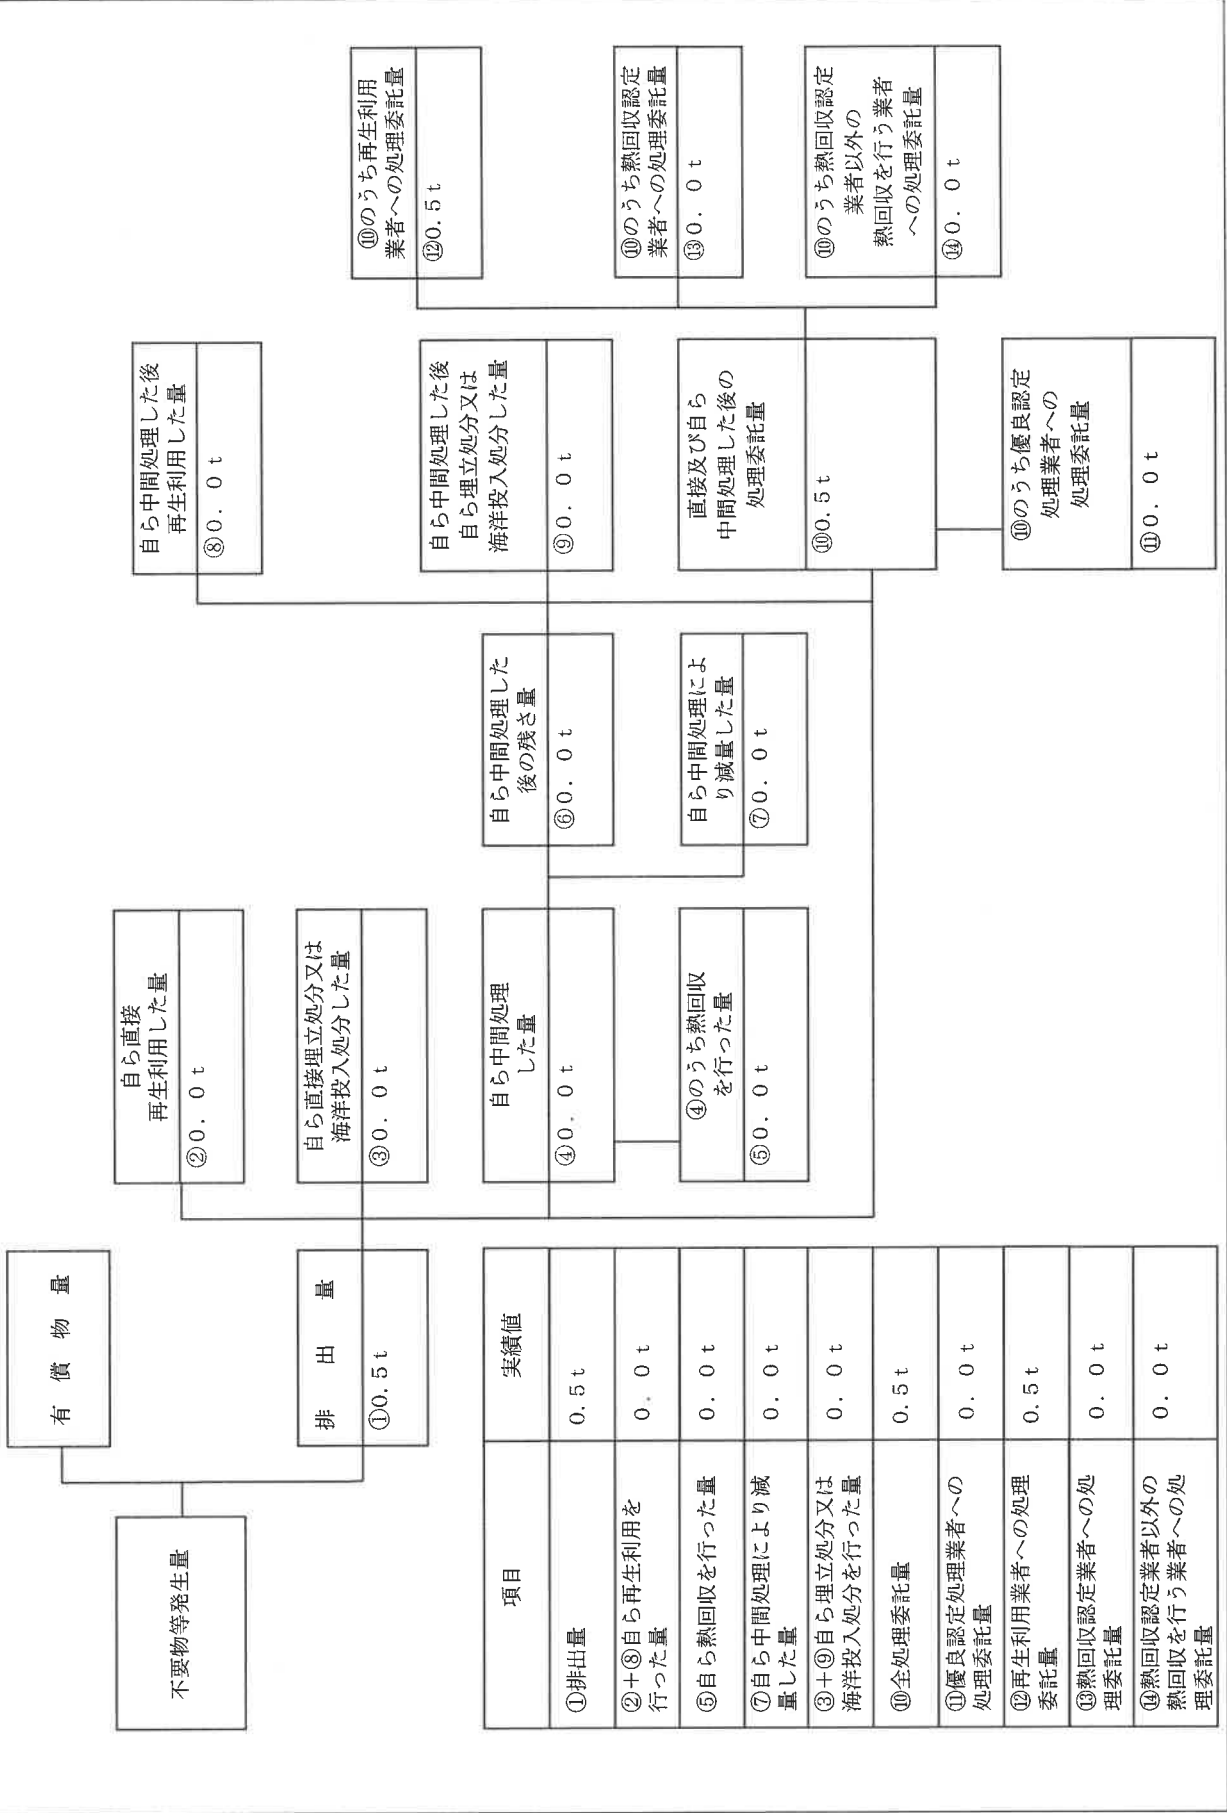 不要物等発生量
有償物量
排出量
①0.5t
自ら直接
再生利用した量
②0.0t
自ら直接埋立処分又は
海洋投入処分した量
③0.0t
自ら中間処理
した量
④0.0t
④のうち熱回収
を行った量
⑤0.0t
自ら中間処理した
後の残さ量
⑥0.0t
自ら中間処理によ
り減量した量
⑦0.0t
自ら中間処理した後
再生利用した量
⑧0.0t
自ら中間処理した後
自ら埋立処分又は
海洋投入処分した量
⑨0.0t
直接及び自ら
中間処理した後の
処理委託量
⑩0.5t
⑩のうち優良認定
処理業者への
処理委託量
⑪0.0t
⑩のうち再生利用
業者への処理委託量
⑫0.5t
⑩のうち熱回収認定
業者への処理委託量
⑬0.0t
⑩のうち熱回収認定
業者以外の
熱回収を行う業者
への処理委託量
⑭0.0t
項目 実績値
①排出量 0.5t
②+⑧自ら再生利用を
行った量 0.0t
⑤自ら熱回収を行った量 0.0t
⑦自ら中間処理により減
量した量 0.0t
③+⑨自ら埋立処分又は
海洋投入処分を行った量 0.0t
⑩全処理委託量 0.5t
⑪優良認定処理業者への
処理委託量 0.0t
⑫再生利用業者への処理
委託量 0.5t
⑬熱回収認定業者への処
理委託量 0.0t
⑭熱回収認定業者以外の
熱回収を行う業者への処
理委託量 0.0t